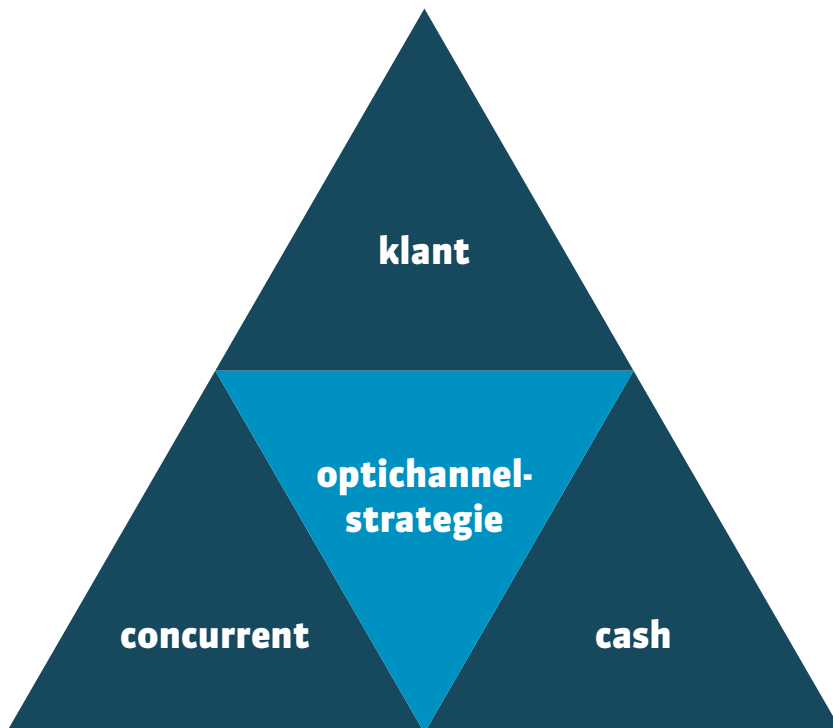 klant
optichannel-
strategie
concurrent
cash